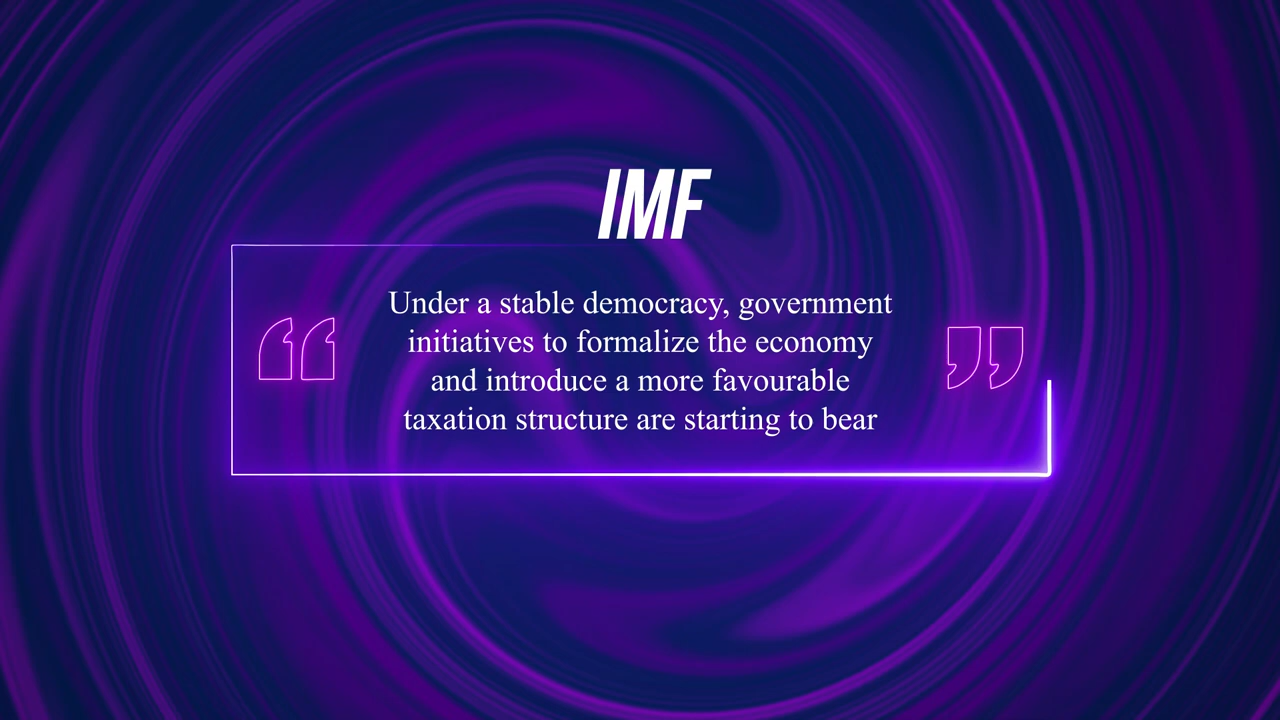 IMF
Under a stable democracy, government
initiatives to formalize the economy
and introduce a more favourable
taxation structure are starting to bear